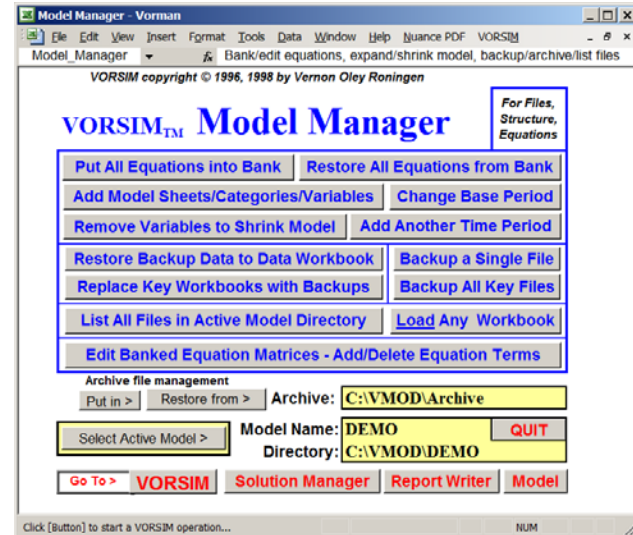 Model Manager - Vorman
File Edit View Insert Format Tools Data Window Help Nuance PDF VORSIM
Model_Manager fx Bank/edit equations, expand/shrink model, backup/archive/list files
VORSIM copyright © 1996, 1998 by Vernon Oley Roningen
For Files,
Structure,
Equations
VORSIMTM Model Manager
Put All Equations into Bank Restore All Equations from Bank
Add Model Sheets/Categories/Variables Change Base Period
Remove Variables to Shrink Model Add Another Time Period
Restore Backup Data to Data Workbook Backup a Single File
Replace Key Workbooks with Backups Backup All Key Files
List All Files in Active Model Directory Load Any Workbook
Edit Banked Equation Matrices - Add/Delete Equation Terms
Archive file management
Put in > Restore from > Archive: C:\VMOD\Archive
Select Active Model > Model Name: DEMO QUIT
Directory: C:\VMOD\DEMO
Go To > VORSIM Solution Manager Report Writer Model
Click [Button] to start a VORSIM operation... NUM